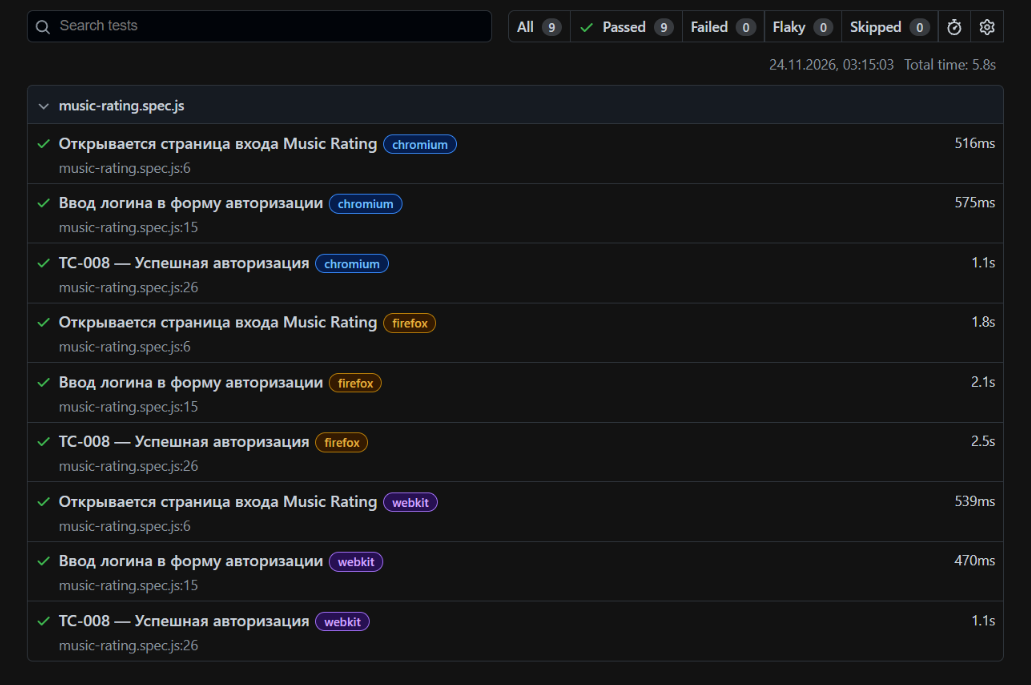 Search tests
All 9 Passed 9 Failed 0 Flaky 0 Skipped 0
24.11.2026, 03:15:03 Total time: 5.8s
music-rating.spec.js
Открывается страница входа Music Rating chromium 516ms
music-rating.spec.js:6
Ввод логина в форму авторизации chromium 575ms
music-rating.spec.js:15
TC-008 — Успешная авторизация chromium 1.1s
music-rating.spec.js:26
Открывается страница входа Music Rating firefox 1.8s
music-rating.spec.js:6
Ввод логина в форму авторизации firefox 2.1s
music-rating.spec.js:15
TC-008 — Успешная авторизация firefox 2.5s
music-rating.spec.js:26
Открывается страница входа Music Rating webkit 539ms
music-rating.spec.js:6
Ввод логина в форму авторизации webkit 470ms
music-rating.spec.js:15
TC-008 — Успешная авторизация webkit 1.1s
music-rating.spec.js:26